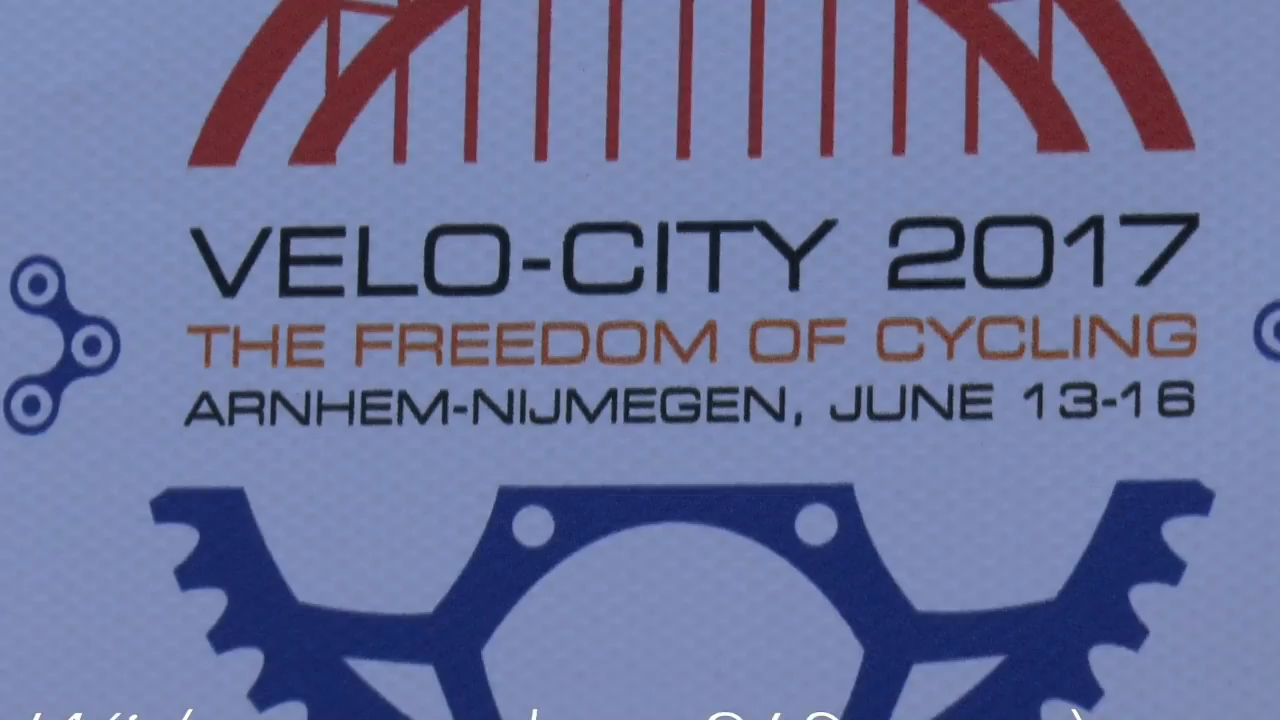 VELO-CITY 2017
THE FREEDOM OF CYCLING
ARNHEM-NIJMEGEN, JUNE 13-16